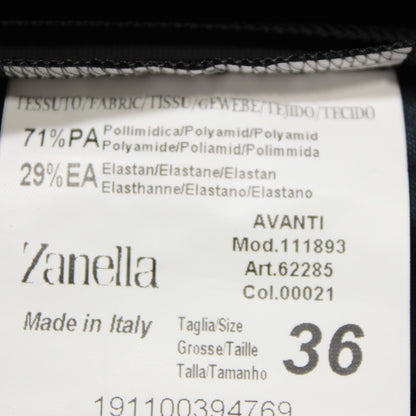 TESSUTO/FABRIC/TISSU/GEWEBE/TEJIDO/TECIDO
71%PA Pollimidica/Polyamid/Polyamid
Polyamide/Poliamid/Polimmida
29%EA Elastan/Elastane/Elastan
Elasthanne/Elastano/Elastano
AVANTI
Mod.111893
Art.62285
Col.00021
Zanella
Made in Italy
Taglia/Size
Grosse/Taille
Talla/Tamanho
36
191100394769